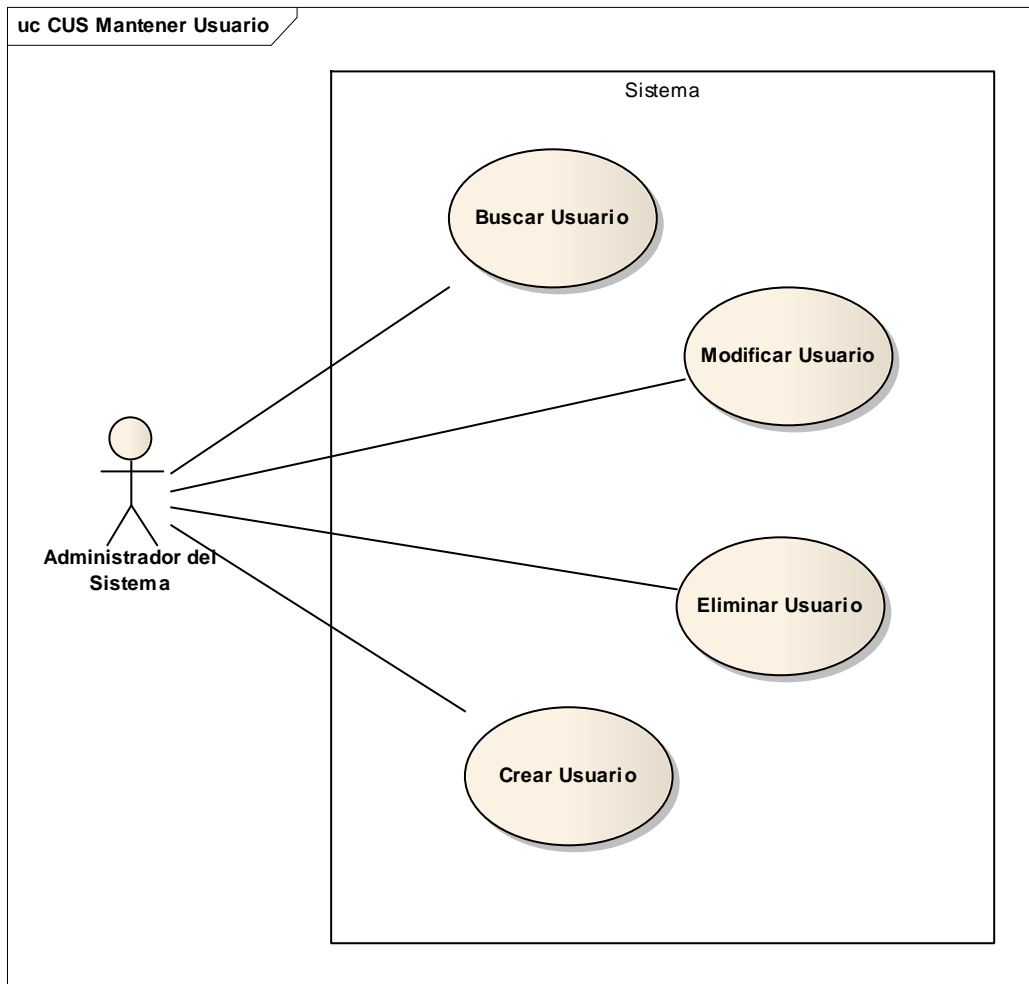 uc CUS Mantener Usuario
Sistema
Buscar Usuario
Modificar Usuario
Administrador del
Sistema
Eliminar Usuario
Crear Usuario